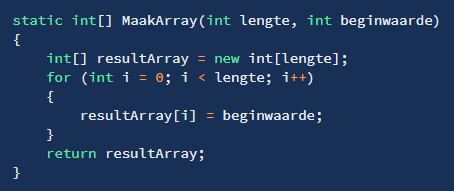 static int[] MaakArray(int lengte, int beginwaarde)
{
    int[] resultArray = new int[lengte];
    for (int i = 0; i < lengte; i++)
    {
        resultArray[i] = beginwaarde;
    }
    return resultArray;
}